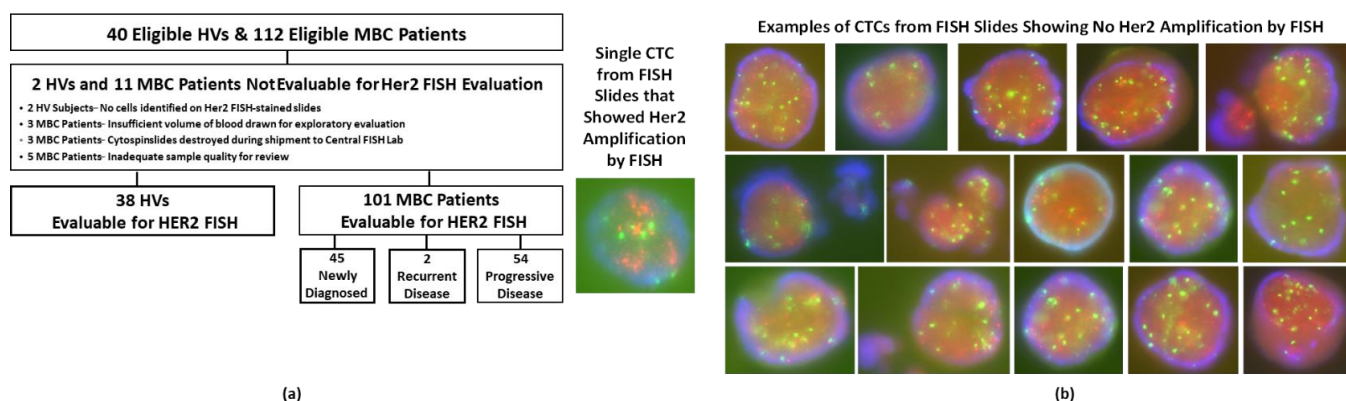 40 Eligible HVs & 112 Eligible MBC Patients
2 HVs and 11 MBC Patients Not Evaluable for Her2 FISH Evaluation
• 2 HV Subjects– No cells identified on Her2 FISH-stained slides
• 3 MBC Patients– Insufficient volume of blood drawn for exploratory evaluation
• 3 MBC Patients– Cytospin slides destroyed during shipment to Central FISH Lab
• 5 MBC Patients– Inadequate sample quality for review
38 HVs
Evaluable for HER2 FISH
101 MBC Patients
Evaluable for HER2 FISH
45
Newly
Diagnosed
2
Recurrent
Disease
54
Progressive
Disease
Single CTC
from FISH
Slides that
Showed Her2
Amplification
by FISH
(a)
Examples of CTCs from FISH Slides Showing No Her2 Amplification by FISH
(b)